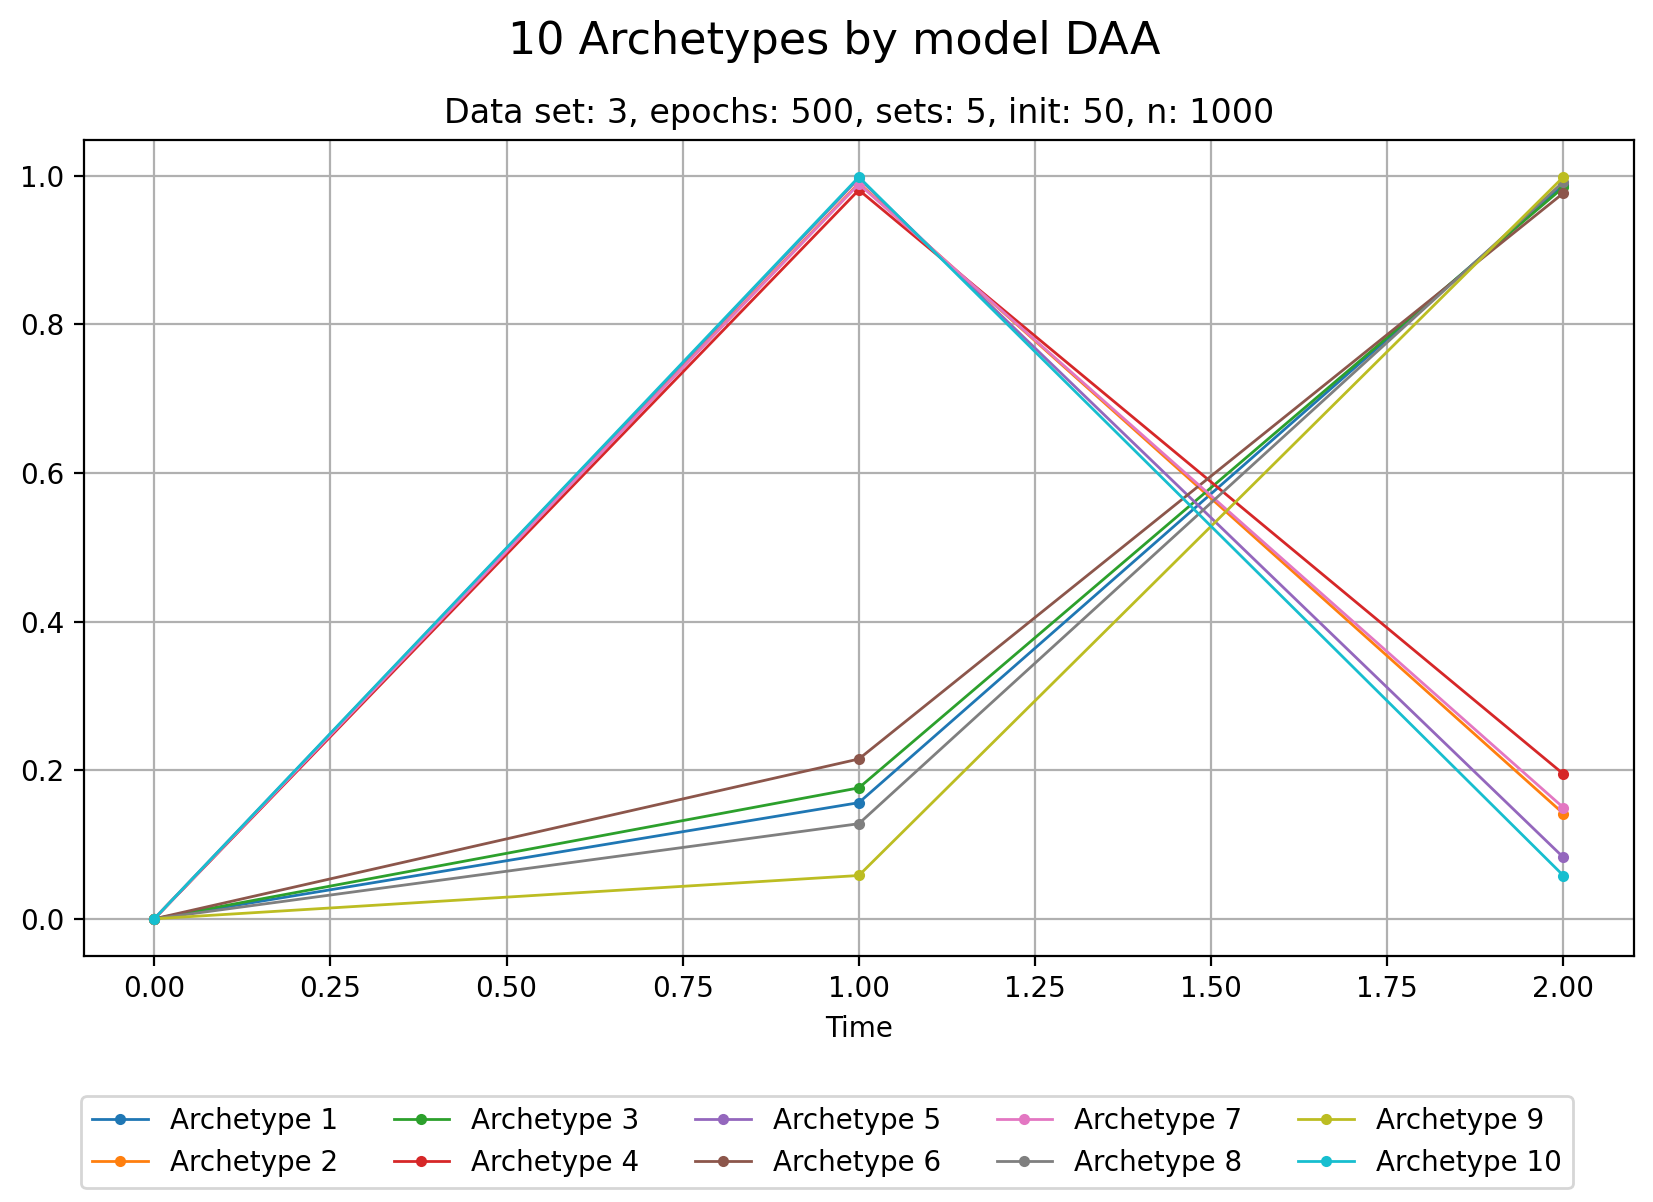 10 Archetypes by model DAA
Data set: 3, epochs: 500, sets: 5, init: 50, n: 1000
1.0
0.8
0.6
0.4
0.2
0.0
0.00 0.25 0.50 0.75 1.00 1.25 1.50 1.75 2.00
Time
Archetype 1 Archetype 3 Archetype 5 Archetype 7 Archetype 9
Archetype 2 Archetype 4 Archetype 6 Archetype 8 Archetype 10